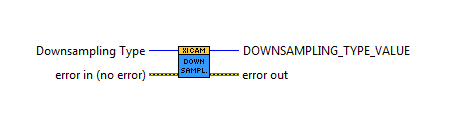 XICAM
Downsampling Type
DOWNSAMPLING_TYPE_VALUE
DOWN
SAMPL.
error in (no error)
error out